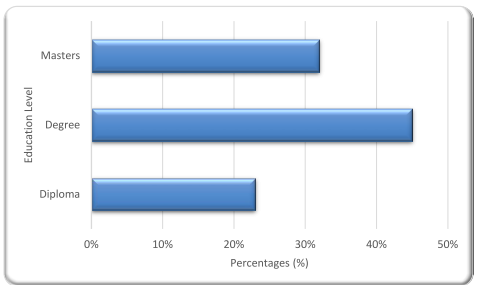 Masters
Degree
Diploma
Education Level
0% 10% 20% 30% 40% 50%
Percentages (%)